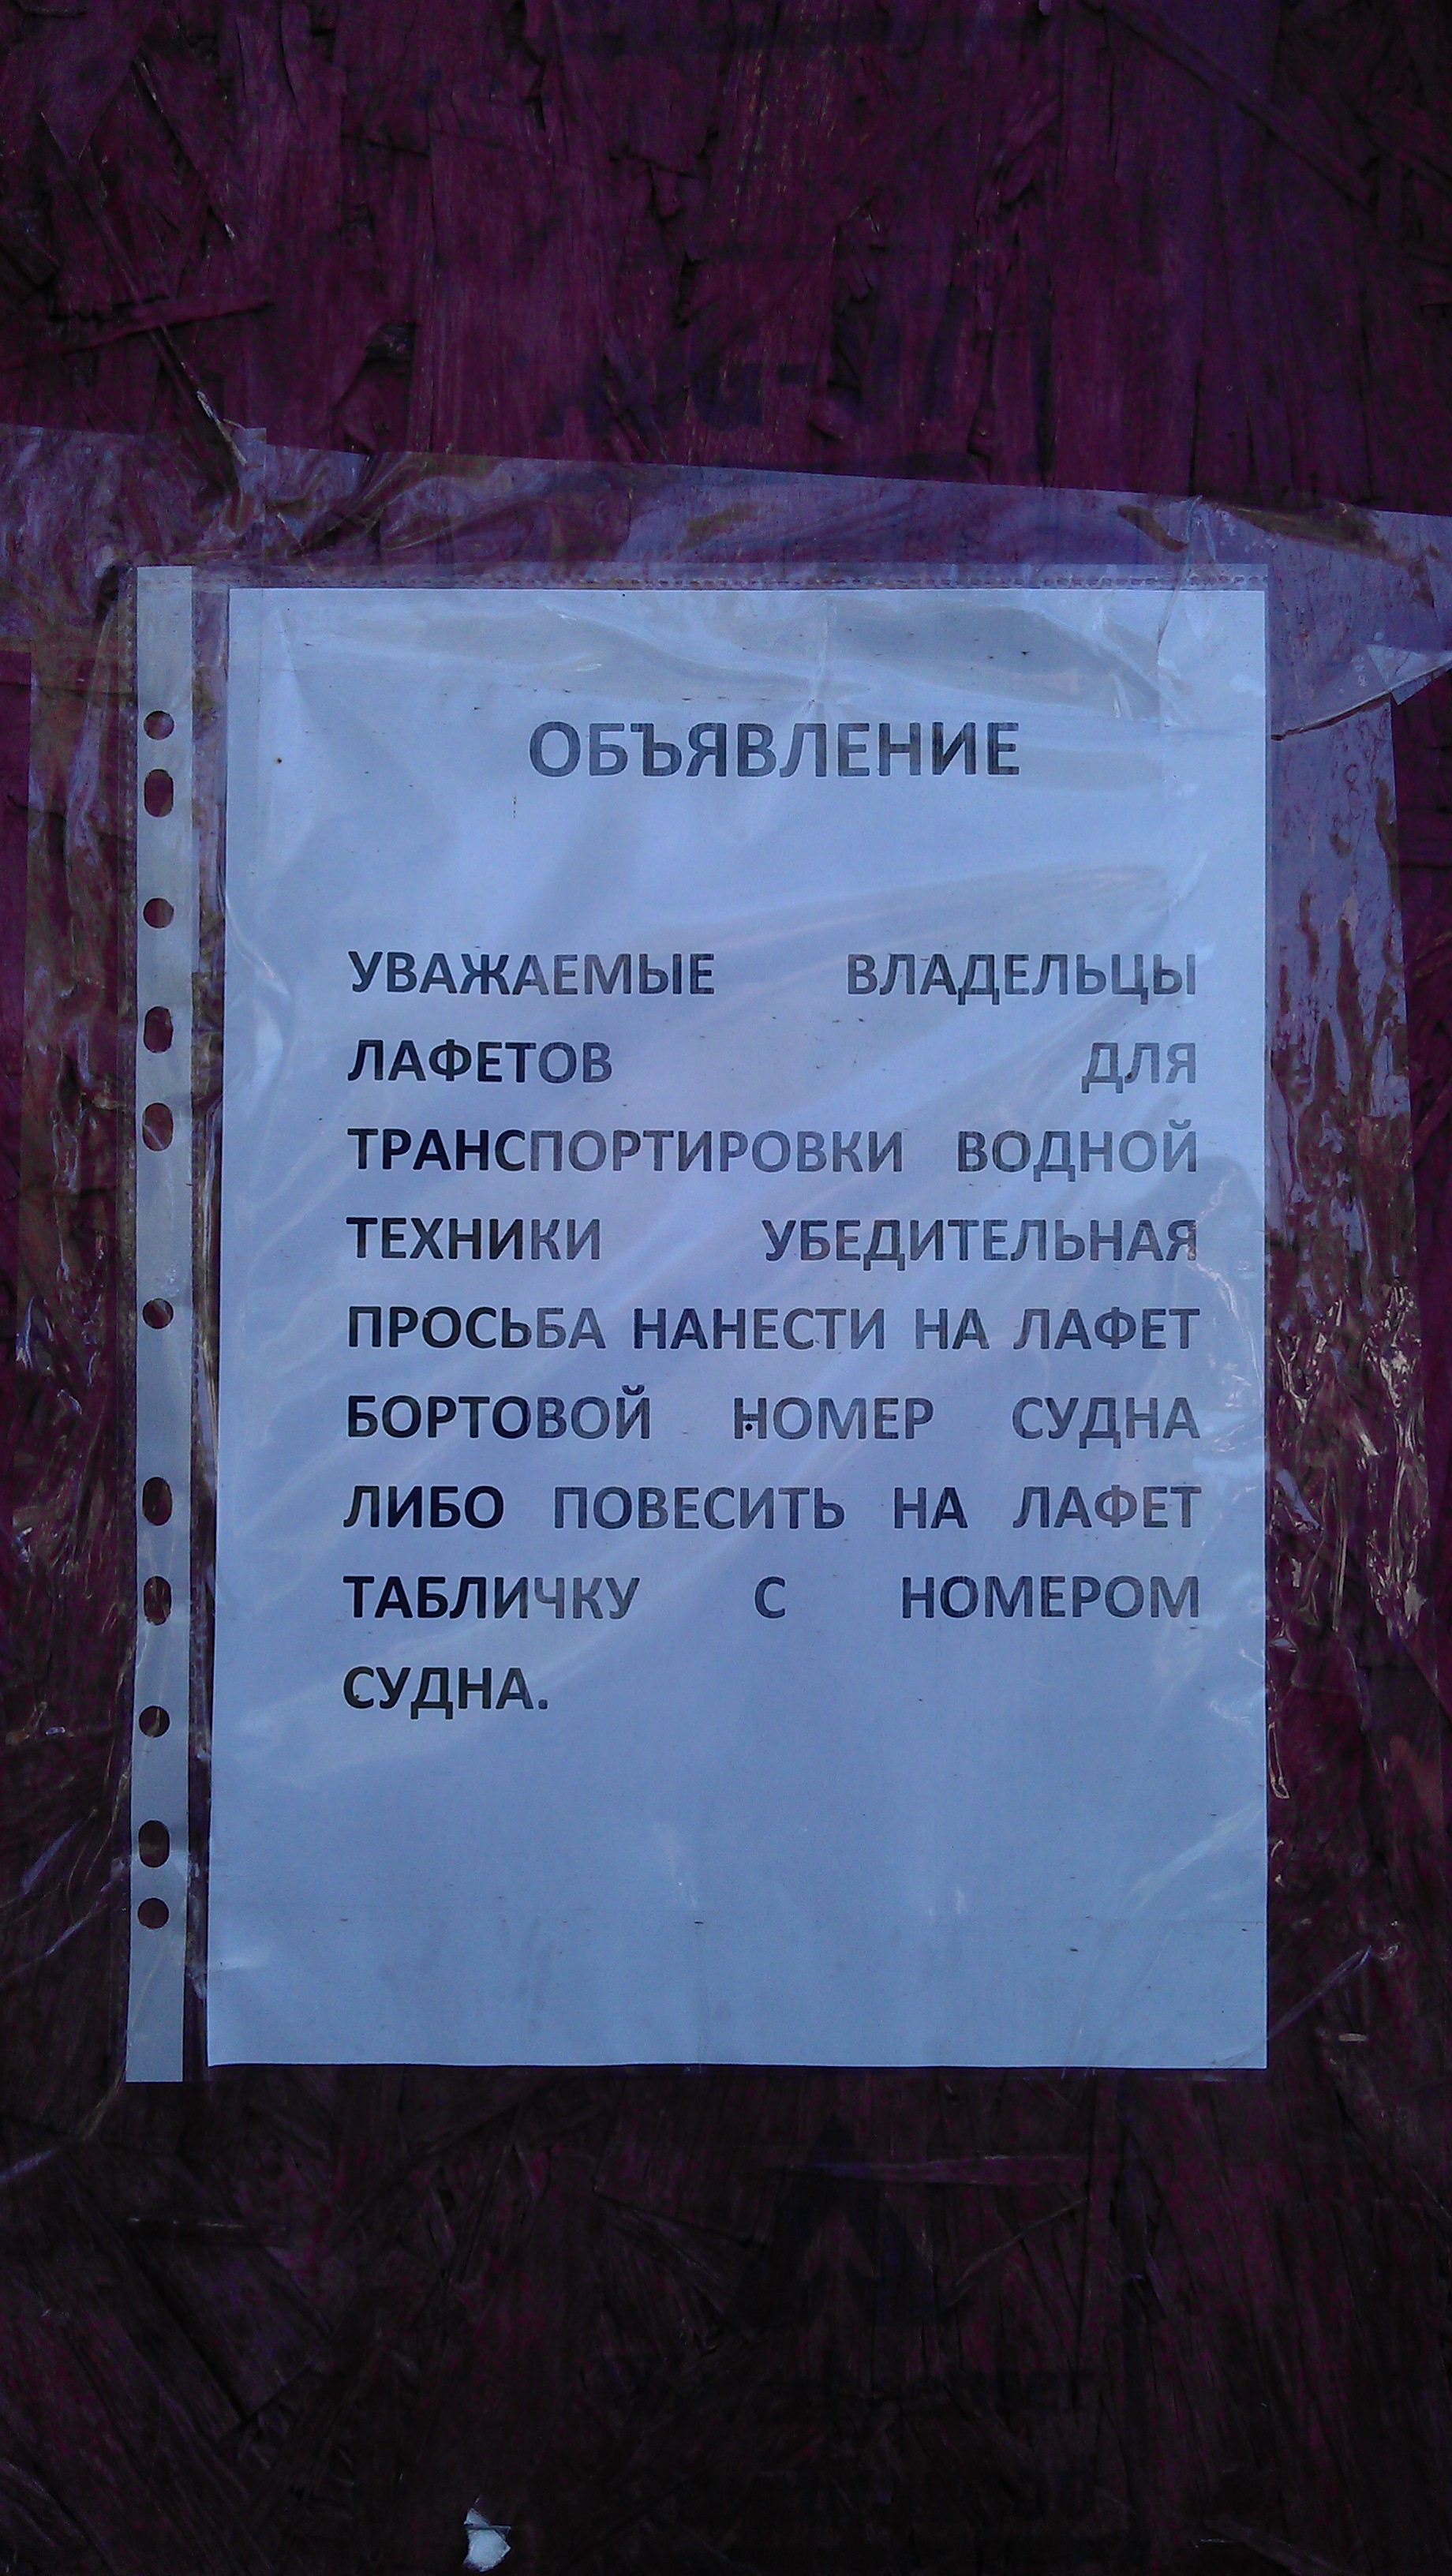 ОБЪЯВЛЕНИЕ
УВАЖАЕМЫЕ ВЛАДЕЛЬЦЫ
ЛАФЕТОВ ДЛЯ
ТРАНСПОРТИРОВКИ ВОДНОЙ
ТЕХНИКИ УБЕДИТЕЛЬНАЯ
ПРОСЬБА НАНЕСТИ НА ЛАФЕТ
БОРТОВОЙ НОМЕР СУДНА
ЛИБО ПОВЕСИТЬ НА ЛАФЕТ
ТАБЛИЧКУ С НОМЕРОМ
СУДНА.